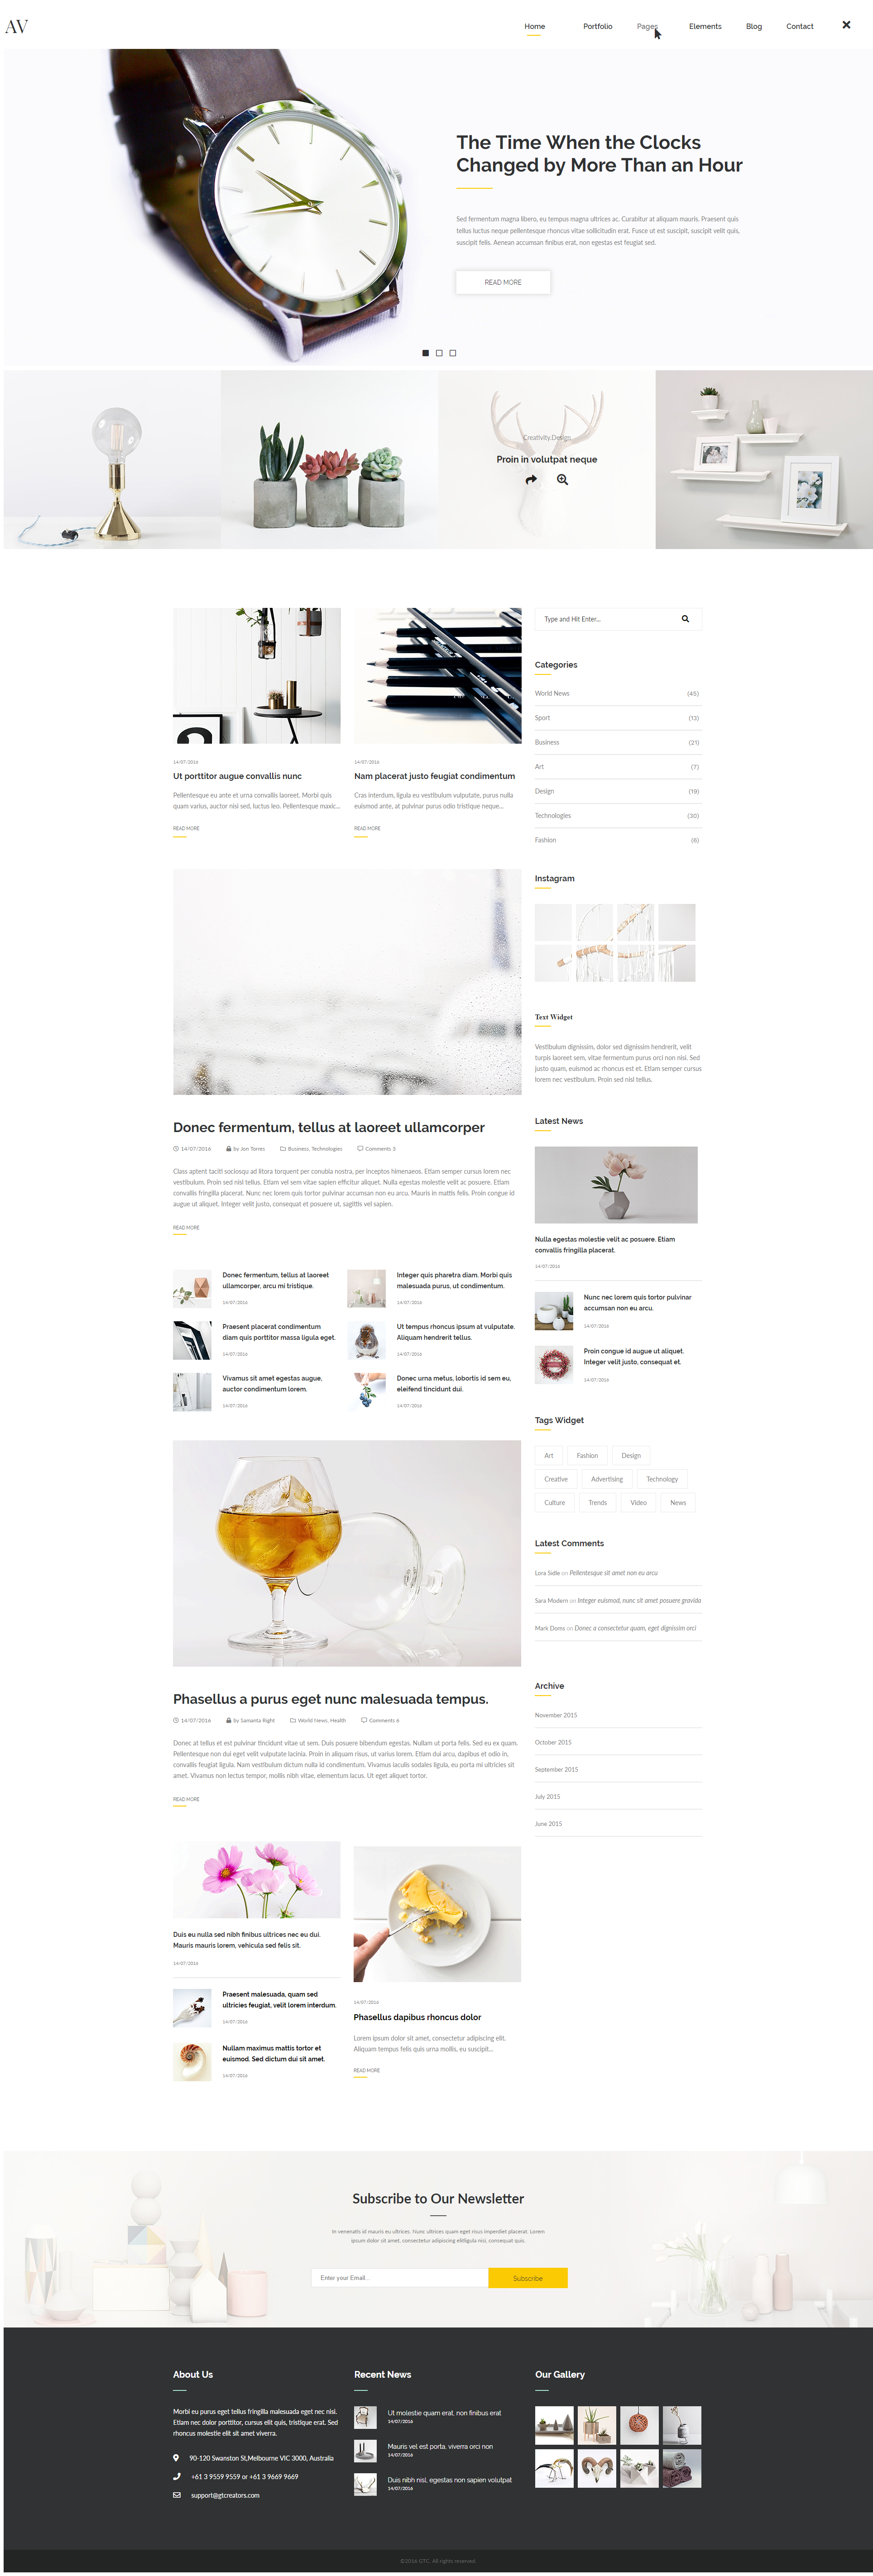 AV
Home Portfolio Pages Elements Blog Contact
The Time When the Clocks
Changed by More Than an Hour
Sed fermentum magna libero, eu tempus magna ultrices ac. Curabitur at aliquam mauris. Praesent quis
tellus luctus neque pellentesque rhoncus vitae sollicitudin erat. Fusce ut est suscipit, suscipit velit quis,
suscipit felis. Aenean accumsan finibus erat, non egestas est feugiat sed.
READ MORE
Creativity,Design
Proin in volutpat neque
14/07/2016
Ut porttitor augue convallis nunc
Pellentesque eu ante et urna convallis laoreet. Morbi quis
quam varius, auctor nisi sed, luctus leo. Pellentesque maxic...
READ MORE
14/07/2016
Nam placerat justo feugiat condimentum
Cras interdum, ligula eu vestibulum vulputate, purus nulla
euismod ante, at pulvinar purus odio tristique neque...
READ MORE
Donec fermentum, tellus at laoreet ullamcorper
14/07/2016 by Jon Torres Business, Technologies Comments 3
Class aptent taciti sociosqu ad litora torquent per conubia nostra, per inceptos himenaeos. Etiam semper cursus lorem nec
vestibulum. Proin sed nisl tellus. Etiam vel sem vitae sapien efficitur aliquet. Nulla egestas molestie velit ac posuere. Etiam
convallis fringilla placerat. Nunc nec lorem quis tortor pulvinar accumsan non eu arcu. Mauris in mattis felis. Proin congue id
augue ut aliquet. Integer velit justo, consequat et posuere ut, sagittis vel sapien.
READ MORE
Donec fermentum, tellus at laoreet
ullamcorper, arcu mi tristique.
14/07/2016
Integer quis pharetra diam. Morbi quis
malesuada purus, ut condimentum.
14/07/2016
Praesent placerat condimentum
diam quis porttitor massa ligula eget.
14/07/2016
Ut tempus rhoncus ipsum at vulputate.
Aliquam hendrerit tellus.
14/07/2016
Vivamus sit amet egestas augue,
auctor condimentum lorem.
14/07/2016
Donec urna metus, lobortis id sem eu,
eleifend tincidunt dui.
14/07/2016
Phasellus a purus eget nunc malesuada tempus.
14/07/2016 by Samanta Right World News, Health Comments 6
Donec at tellus et est pulvinar tincidunt vitae ut sem. Duis posuere bibendum egestas. Nullam ut porta felis. Sed eu ex quam.
Pellentesque non dui eget velit vulputate lacinia. Proin in aliquam risus, ut varius lorem. Etiam dui arcu, dapibus et odio in,
convallis feugiat ligula. Nam vestibulum dictum nulla id condimentum. Vivamus iaculis sodales ligula, eu porta mi ultricies sit
amet. Vivamus non lectus tempor, mollis nibh vitae, elementum lacus. Ut eget aliquet tortor.
READ MORE
Duis eu nulla sed nibh finibus ultrices nec eu dui.
Mauris mauris lorem, vehicula sed felis sit.
14/07/2016
Praesent malesuada, quam sed
ultricies feugiat, velit lorem interdum.
14/07/2016
Nullam maximus mattis tortor et
euismod. Sed dictum dui sit amet.
14/07/2016
14/07/2016
Phasellus dapibus rhoncus dolor
Lorem ipsum dolor sit amet, consectetur adipiscing elit.
Aliquam tempus felis quis urna mollis, eu suscipit...
READ MORE
Type and Hit Enter...
Categories
World News (45)
Sport (13)
Business (21)
Art (7)
Design (19)
Technologies (30)
Fashion (6)
Instagram
Text Widget
Vestibulum dignissim, dolor sed dignissim hendrerit, velit
turpis laoreet sem, vitae fermentum purus orci non nisi. Sed
justo quam, euismod ac rhoncus est et. Etiam semper cursus
lorem nec vestibulum. Proin sed nisl tellus.
Latest News
Nulla egestas molestie velit ac posuere. Etiam
convallis fringilla placerat.
14/07/2016
Nunc nec lorem quis tortor pulvinar
accumsan non eu arcu.
14/07/2016
Proin congue id augue ut aliquet.
Integer velit justo, consequat et.
14/07/2016
Tags Widget
Art Fashion Design
Creative Advertising Technology
Culture Trends Video News
Latest Comments
Lora Sidle on Pellentesque sit amet non eu arcu
Sara Modern on Integer euismod, nunc sit amet posuere gravida
Mark Doms on Donec a consectetur quam, eget dignissim orci
Archive
November 2015
October 2015
September 2015
July 2015
June 2015
Subscribe to Our Newsletter
In venenatis id mauris eu ultrices. Nunc ultrices quam eget risus imperdiet placerat. Lorem
ipsum dolor sit amet, consectetur adipiscing elitligula nisi, consequat quis.
Enter your Email... Subscribe
About Us
Morbi eu purus eget tellus fringilla malesuada eget nec nisi.
Etiam nec dolor porttitor, cursus elit quis, tristique erat. Sed
rhoncus molestie elit sit amet viverra.
90-120 Swanston St,Melbourne VIC 3000, Australia
+61 3 9559 9559 or +61 3 9669 9669
support@gtcreators.com
Recent News
Ut molestie quam erat, non finibus erat
14/07/2016
Mauris vel est porta, viverra orci non
14/07/2016
Duis nibh nisl, egestas non sapien volutpat
14/07/2016
Our Gallery
©2016 GTC. All rights reserved.